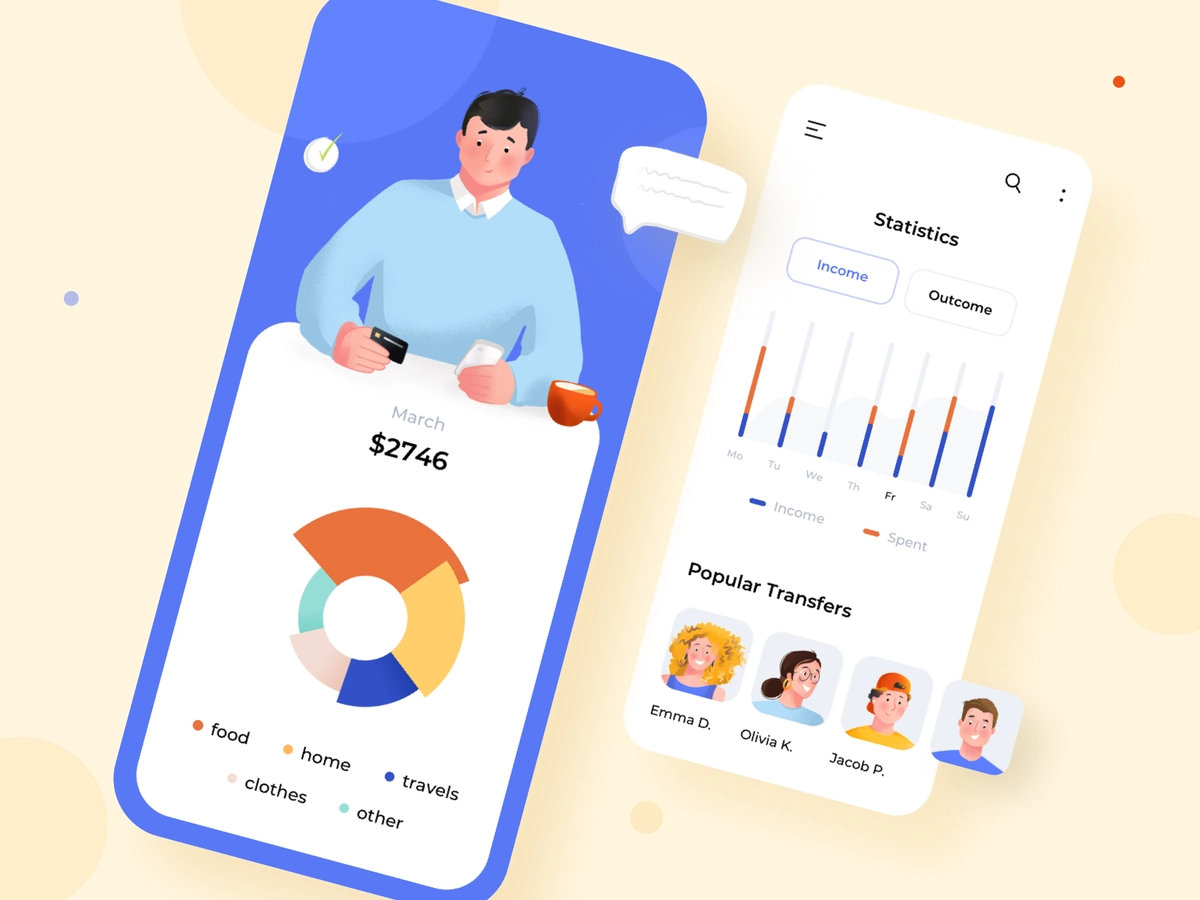 March
$2746
food
home
travels
clothes
other
Statistics
Income
Outcome
Mo
Tu
We
Th
Fr
Sa
Su
Income
Spent
Popular Transfers
Emma D.
Olivia K.
Jacob P.